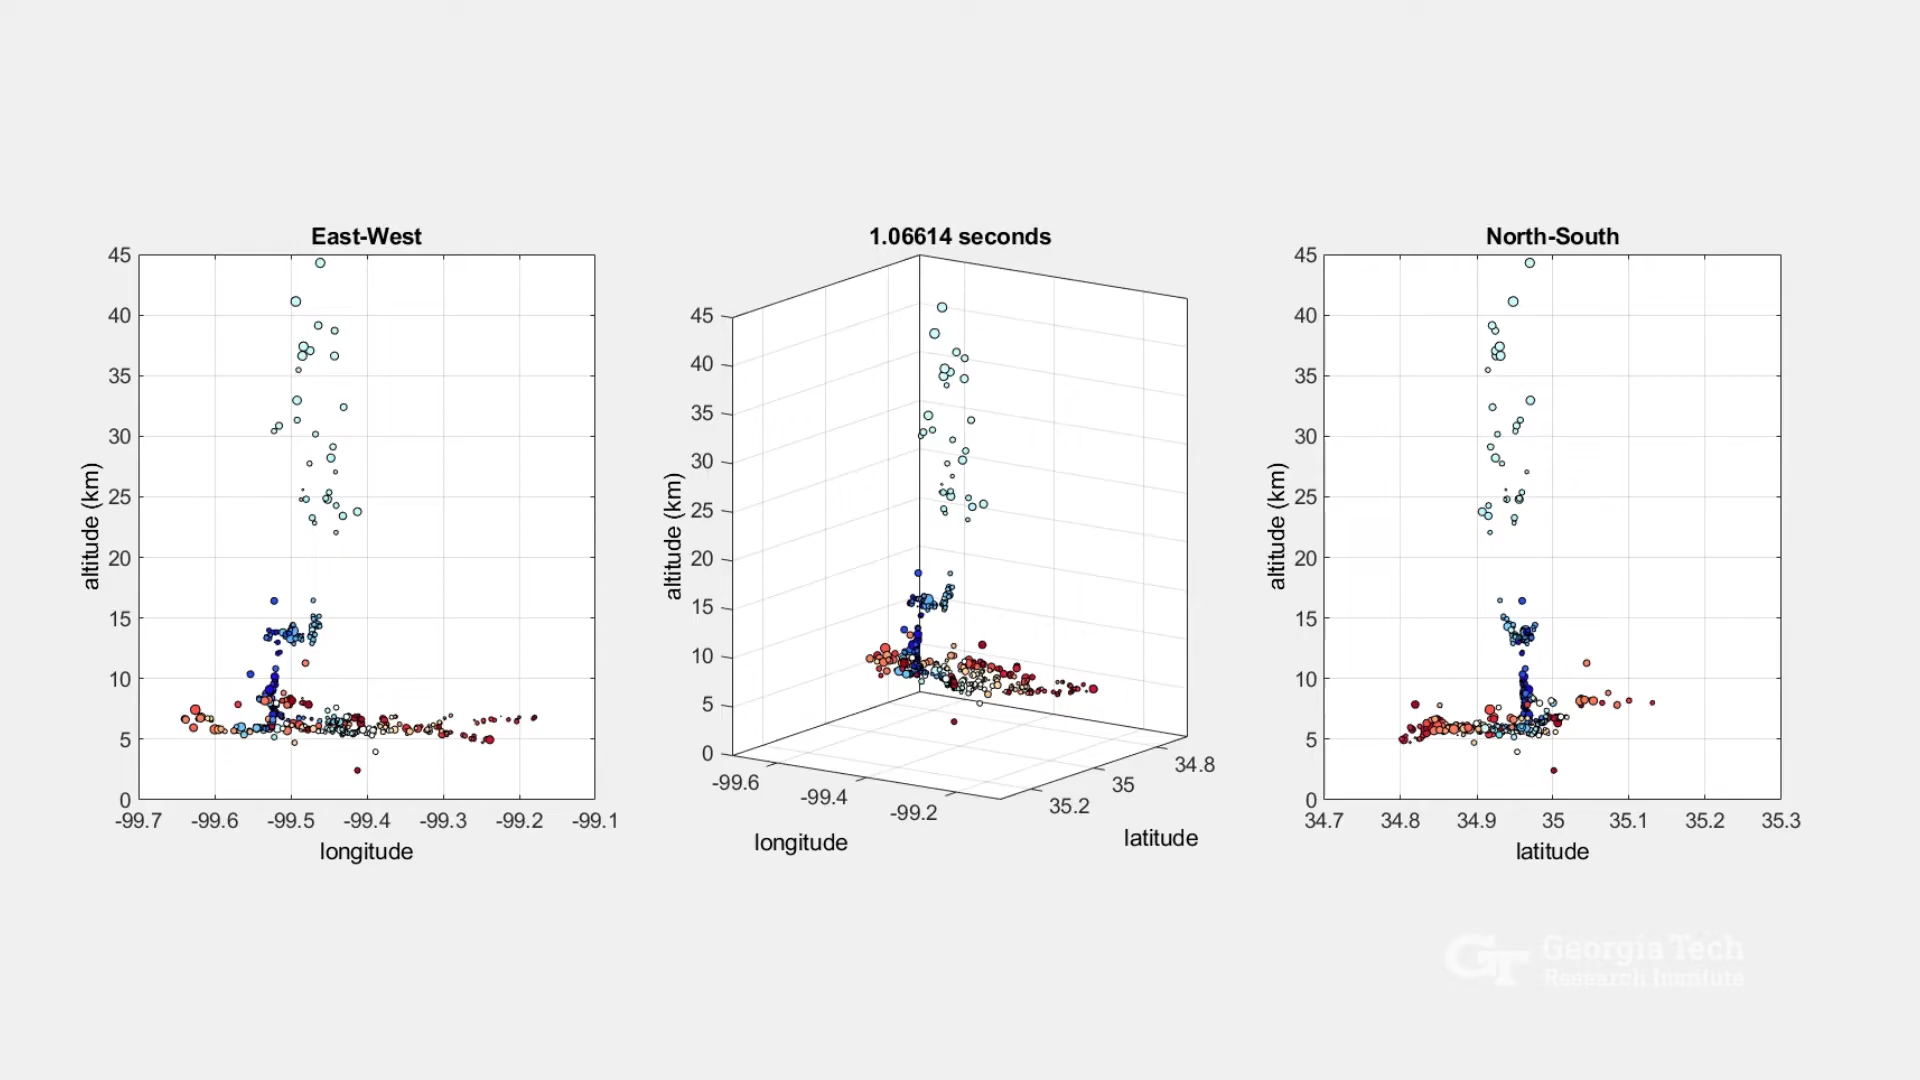 East-West
45
40
35
30
25
20
15
10
5
0
-99.7 -99.6 -99.5 -99.4 -99.3 -99.2 -99.1
altitude (km)
longitude
1.06614 seconds
45
40
35
30
25
20
15
10
5
0
-99.6
-99.4
-99.2
35.2
35
34.8
altitude (km)
longitude
latitude
North-South
45
40
35
30
25
20
15
10
5
0
34.7 34.8 34.9 35 35.1 35.2 35.3
altitude (km)
latitude
GT Georgia Tech
Research Institute